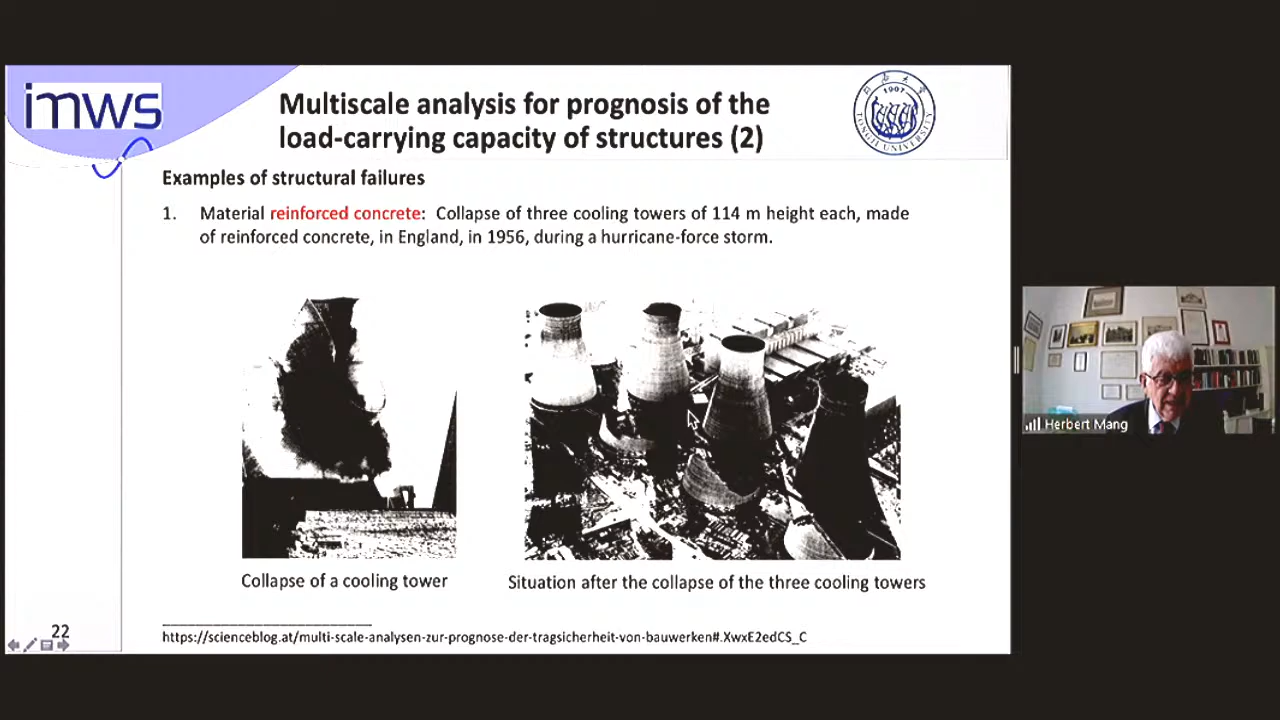 imws
Multiscale analysis for prognosis of the
load-carrying capacity of structures (2)
1907
TONGJI UNIVERSITY
Examples of structural failures
1. Material reinforced concrete: Collapse of three cooling towers of 114 m height each, made
of reinforced concrete, in England, in 1956, during a hurricane-force storm.
Herbert Mang
Collapse of a cooling tower
Situation after the collapse of the three cooling towers
22
https://scienceblog.at/multi-scale-analysen-zur-prognose-der-tragsicherheit-von-bauwerken#.XwxE2edCS_C